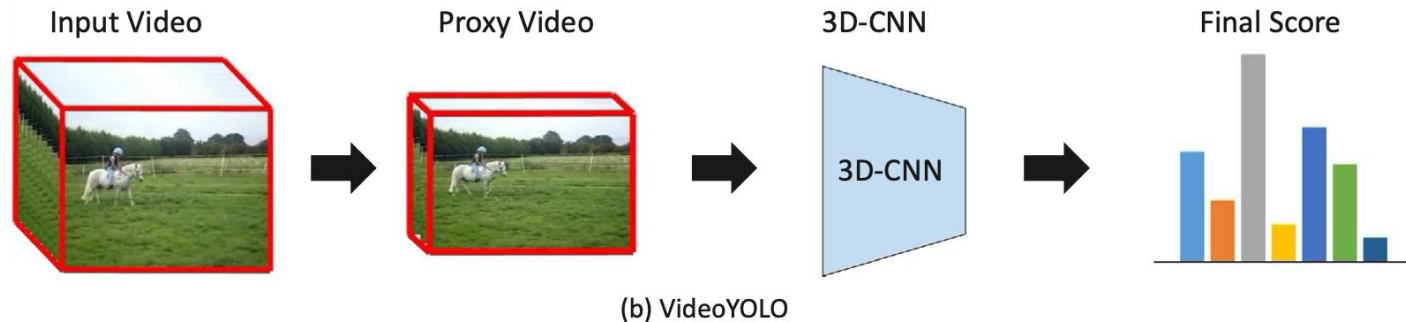 Input Video
Proxy Video
3D-CNN
Final Score
3D-CNN
(b) VideoYOLO